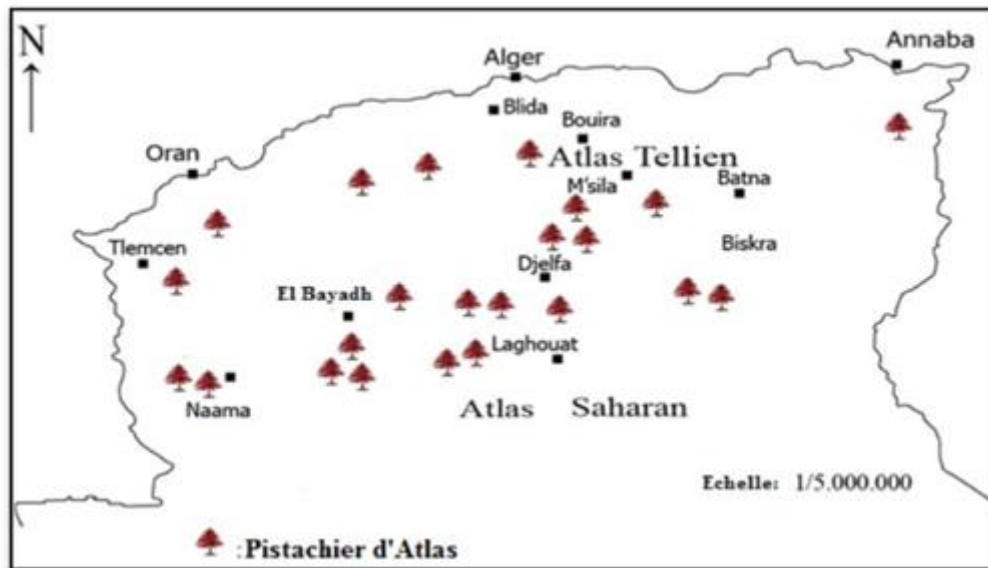 N
Annaba
Alger
Blida
Bouira
Oran
Atlas Tellien
M'sila
Batna
Tlemcen
Biskra
Djelfa
El Bayadh
Laghouat
Naama
Atlas Saharan
Echelle: 1/5.000.000
:Pistachier d'Atlas